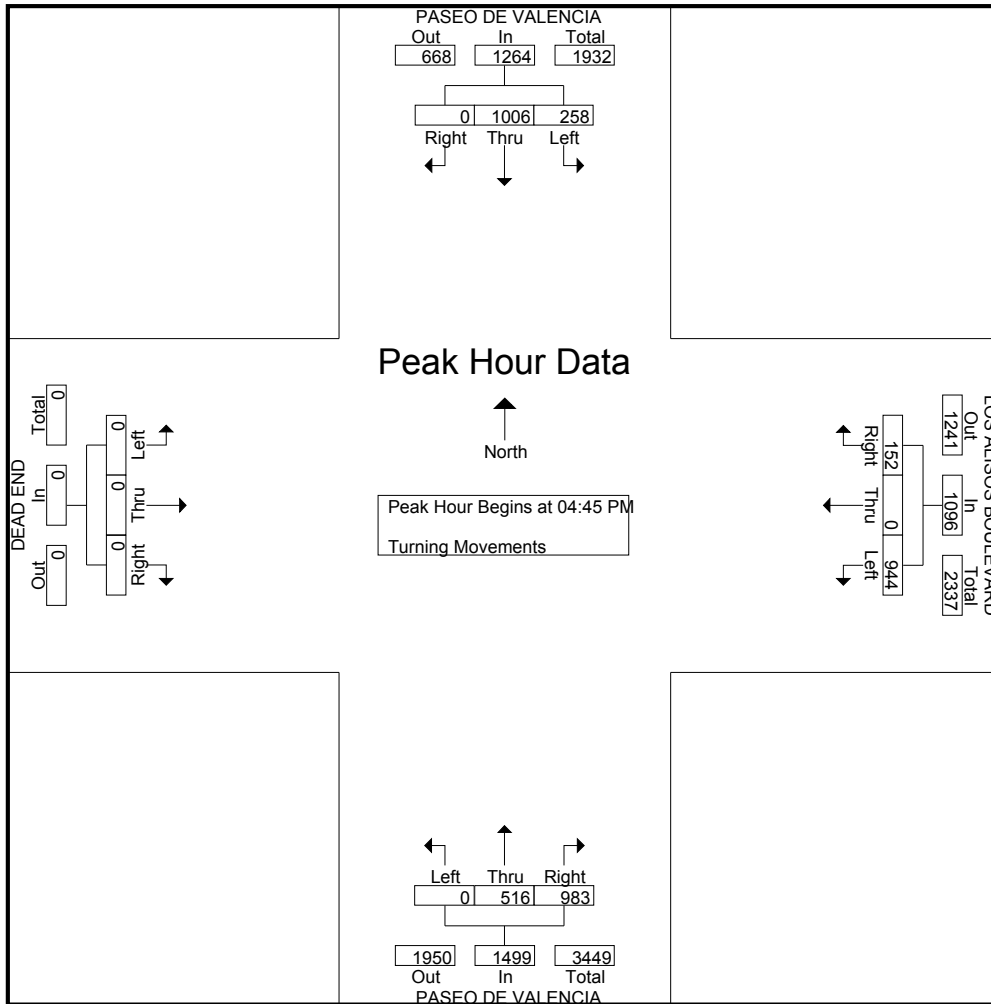 PASEO DE VALENCIA
Out In Total
668 1264 1932
0 1006 258
Right Thru Left
Peak Hour Data
North
Peak Hour Begins at 04:45 PM
Turning Movements
DEAD END
Out In Total
0 0 0
Right Thru Left
0 0 0
LOS ALISOS BOULEVARD
Out In Total
1241 1096 2337
Right Thru Left
152 0 944
Left Thru Right
0 516 983
1950 1499 3449
Out In Total
PASEO DE VALENCIA